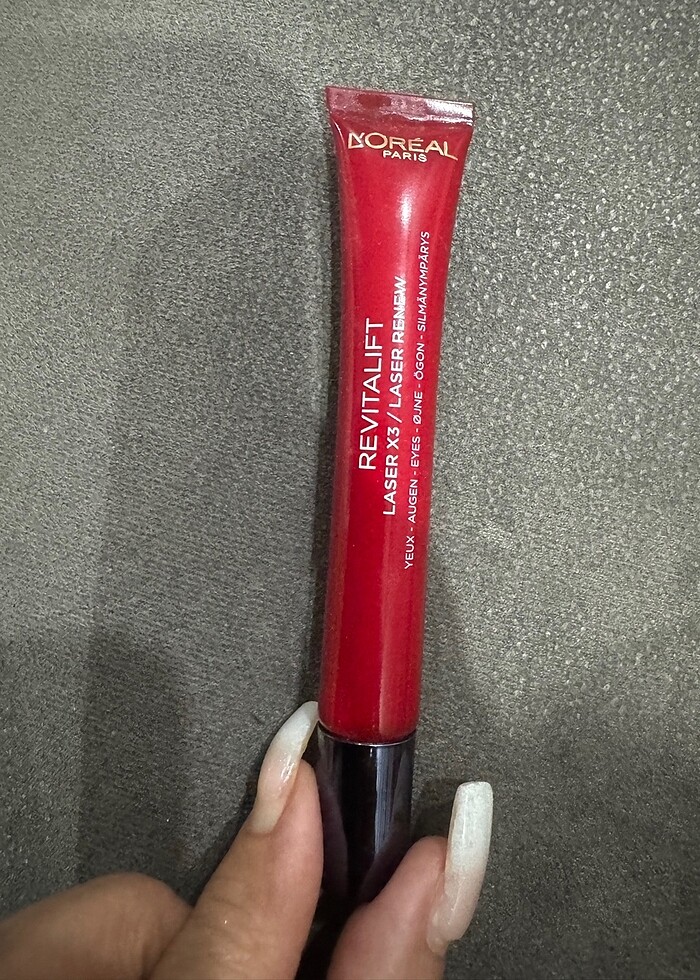 L'ORÉAL
PARIS
REVITALIFT
LASER X3 / LASER RENEW
YEUX - AUGEN - EYES - ØJNE - ÖGON - SILMÄNYMPÄRYS